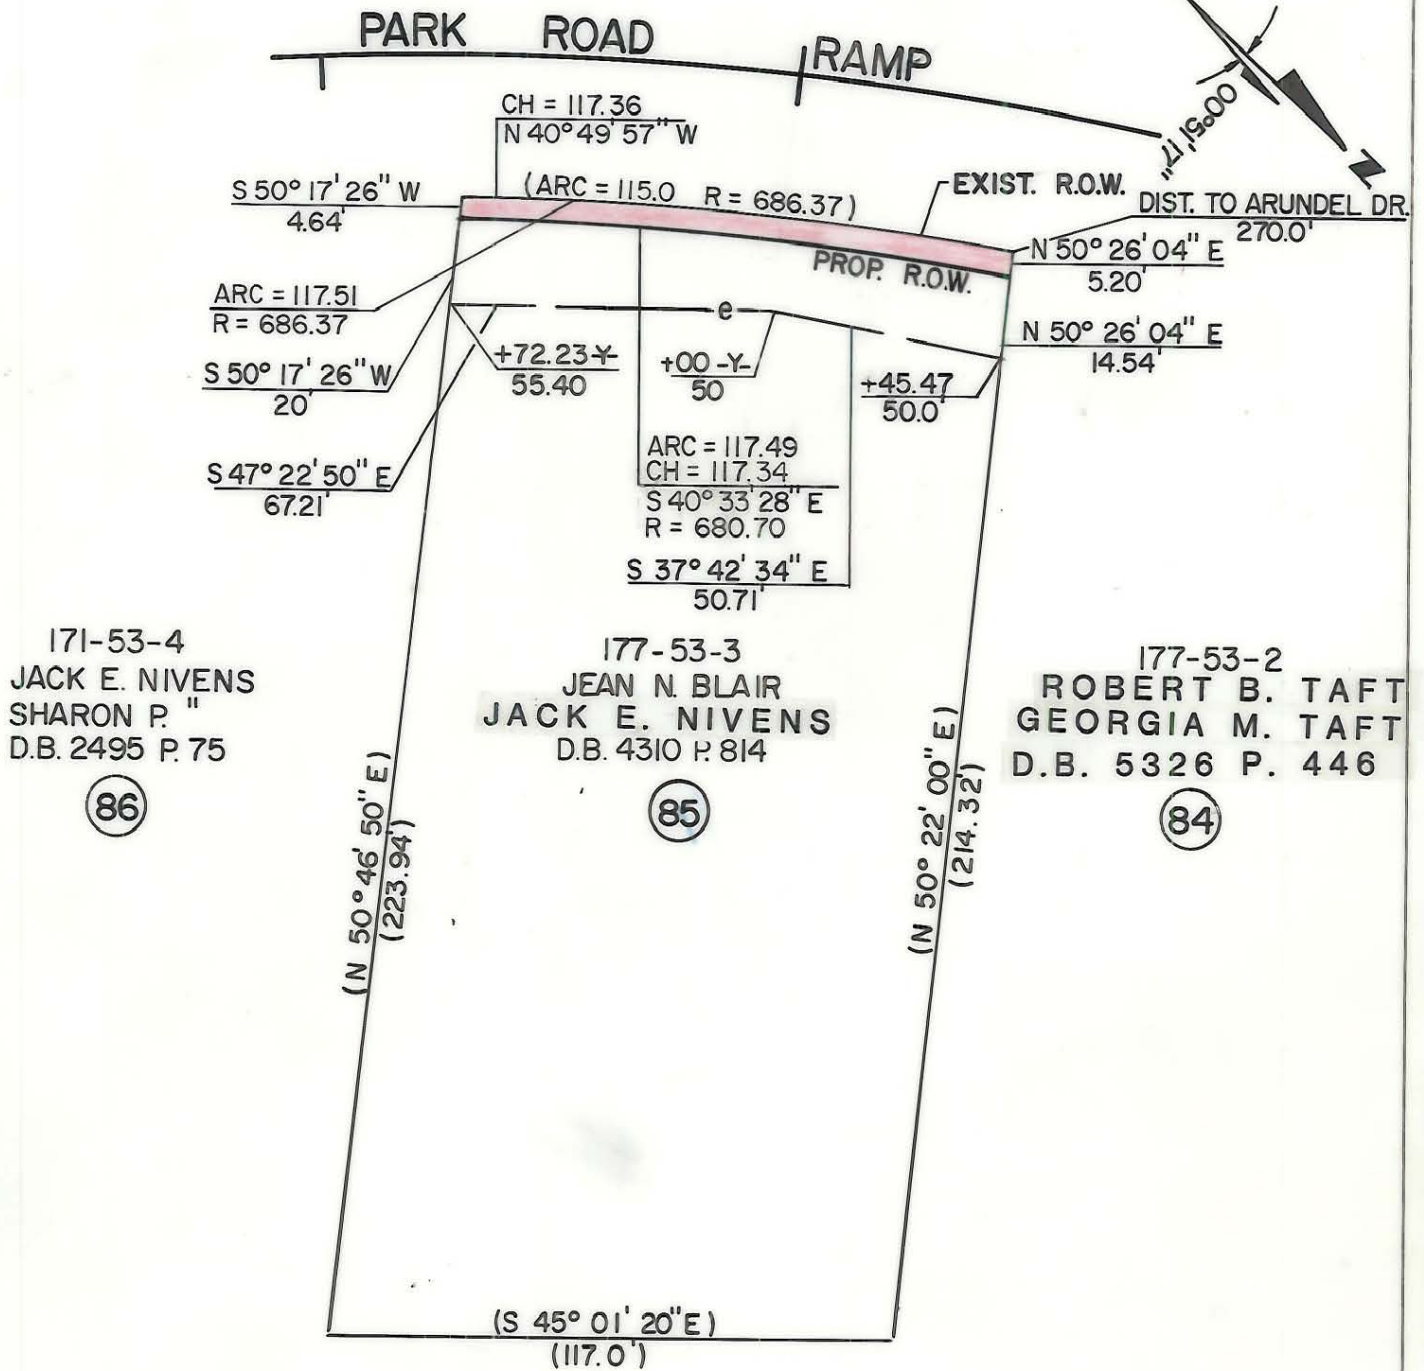 PARK ROAD RAMP
00°51'17"
N
CH = 117.36
N 40° 49' 57" W
S 50° 17' 26" W
4.64'
(ARC = 115.0 R = 686.37)
EXIST. R.O.W.
DIST. TO ARUNDEL DR.
270.0'
N 50° 26' 04" E
5.20'
PROP. R.O.W.
ARC = 117.51
R = 686.37
N 50° 26' 04" E
14.54'
e
S 50° 17' 26" W
20'
+72.23 -Y-
55.40
+00 -Y-
50
+45.47
50.0'
S 47° 22' 50" E
67.21'
ARC = 117.49
CH = 117.34
S 40° 33' 28" E
R = 680.70
S 37° 42' 34" E
50.71'
171-53-4
JACK E. NIVENS
SHARON P. "
D.B. 2495 P. 75
86
177-53-3
JEAN N. BLAIR
JACK E. NIVENS
D.B. 4310 P. 814
85
177-53-2
ROBERT B. TAFT
GEORGIA M. TAFT
D.B. 5326 P. 446
84
(N 50° 46' 50" E)
(223.94')
(N 50° 22' 00" E)
(214.32')
(S 45° 01' 20" E)
(117.0')